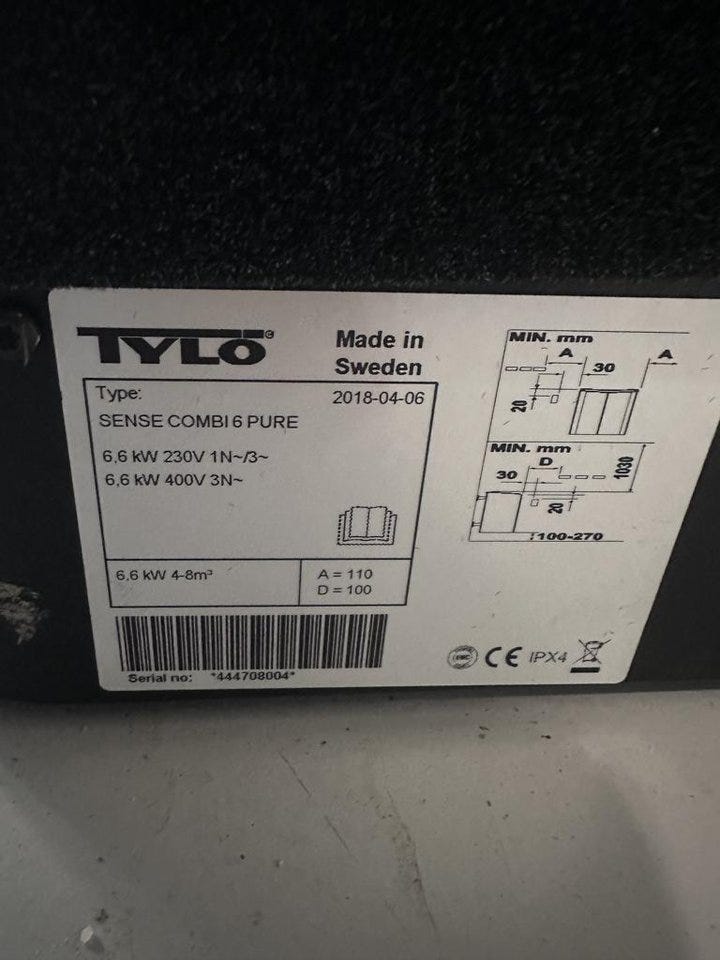 TYLÖ®
Made in
Sweden
Type:
2018-04-06
SENSE COMBI 6 PURE
6,6 kW 230V 1N~/3~
6,6 kW 400V 3N~
6,6 kW 4-8m³
A = 110
D = 100
Serial no: *444708004*
MIN. mm
A
30
A
20
MIN. mm
D
30
20
1030
100-270
CE IPX4